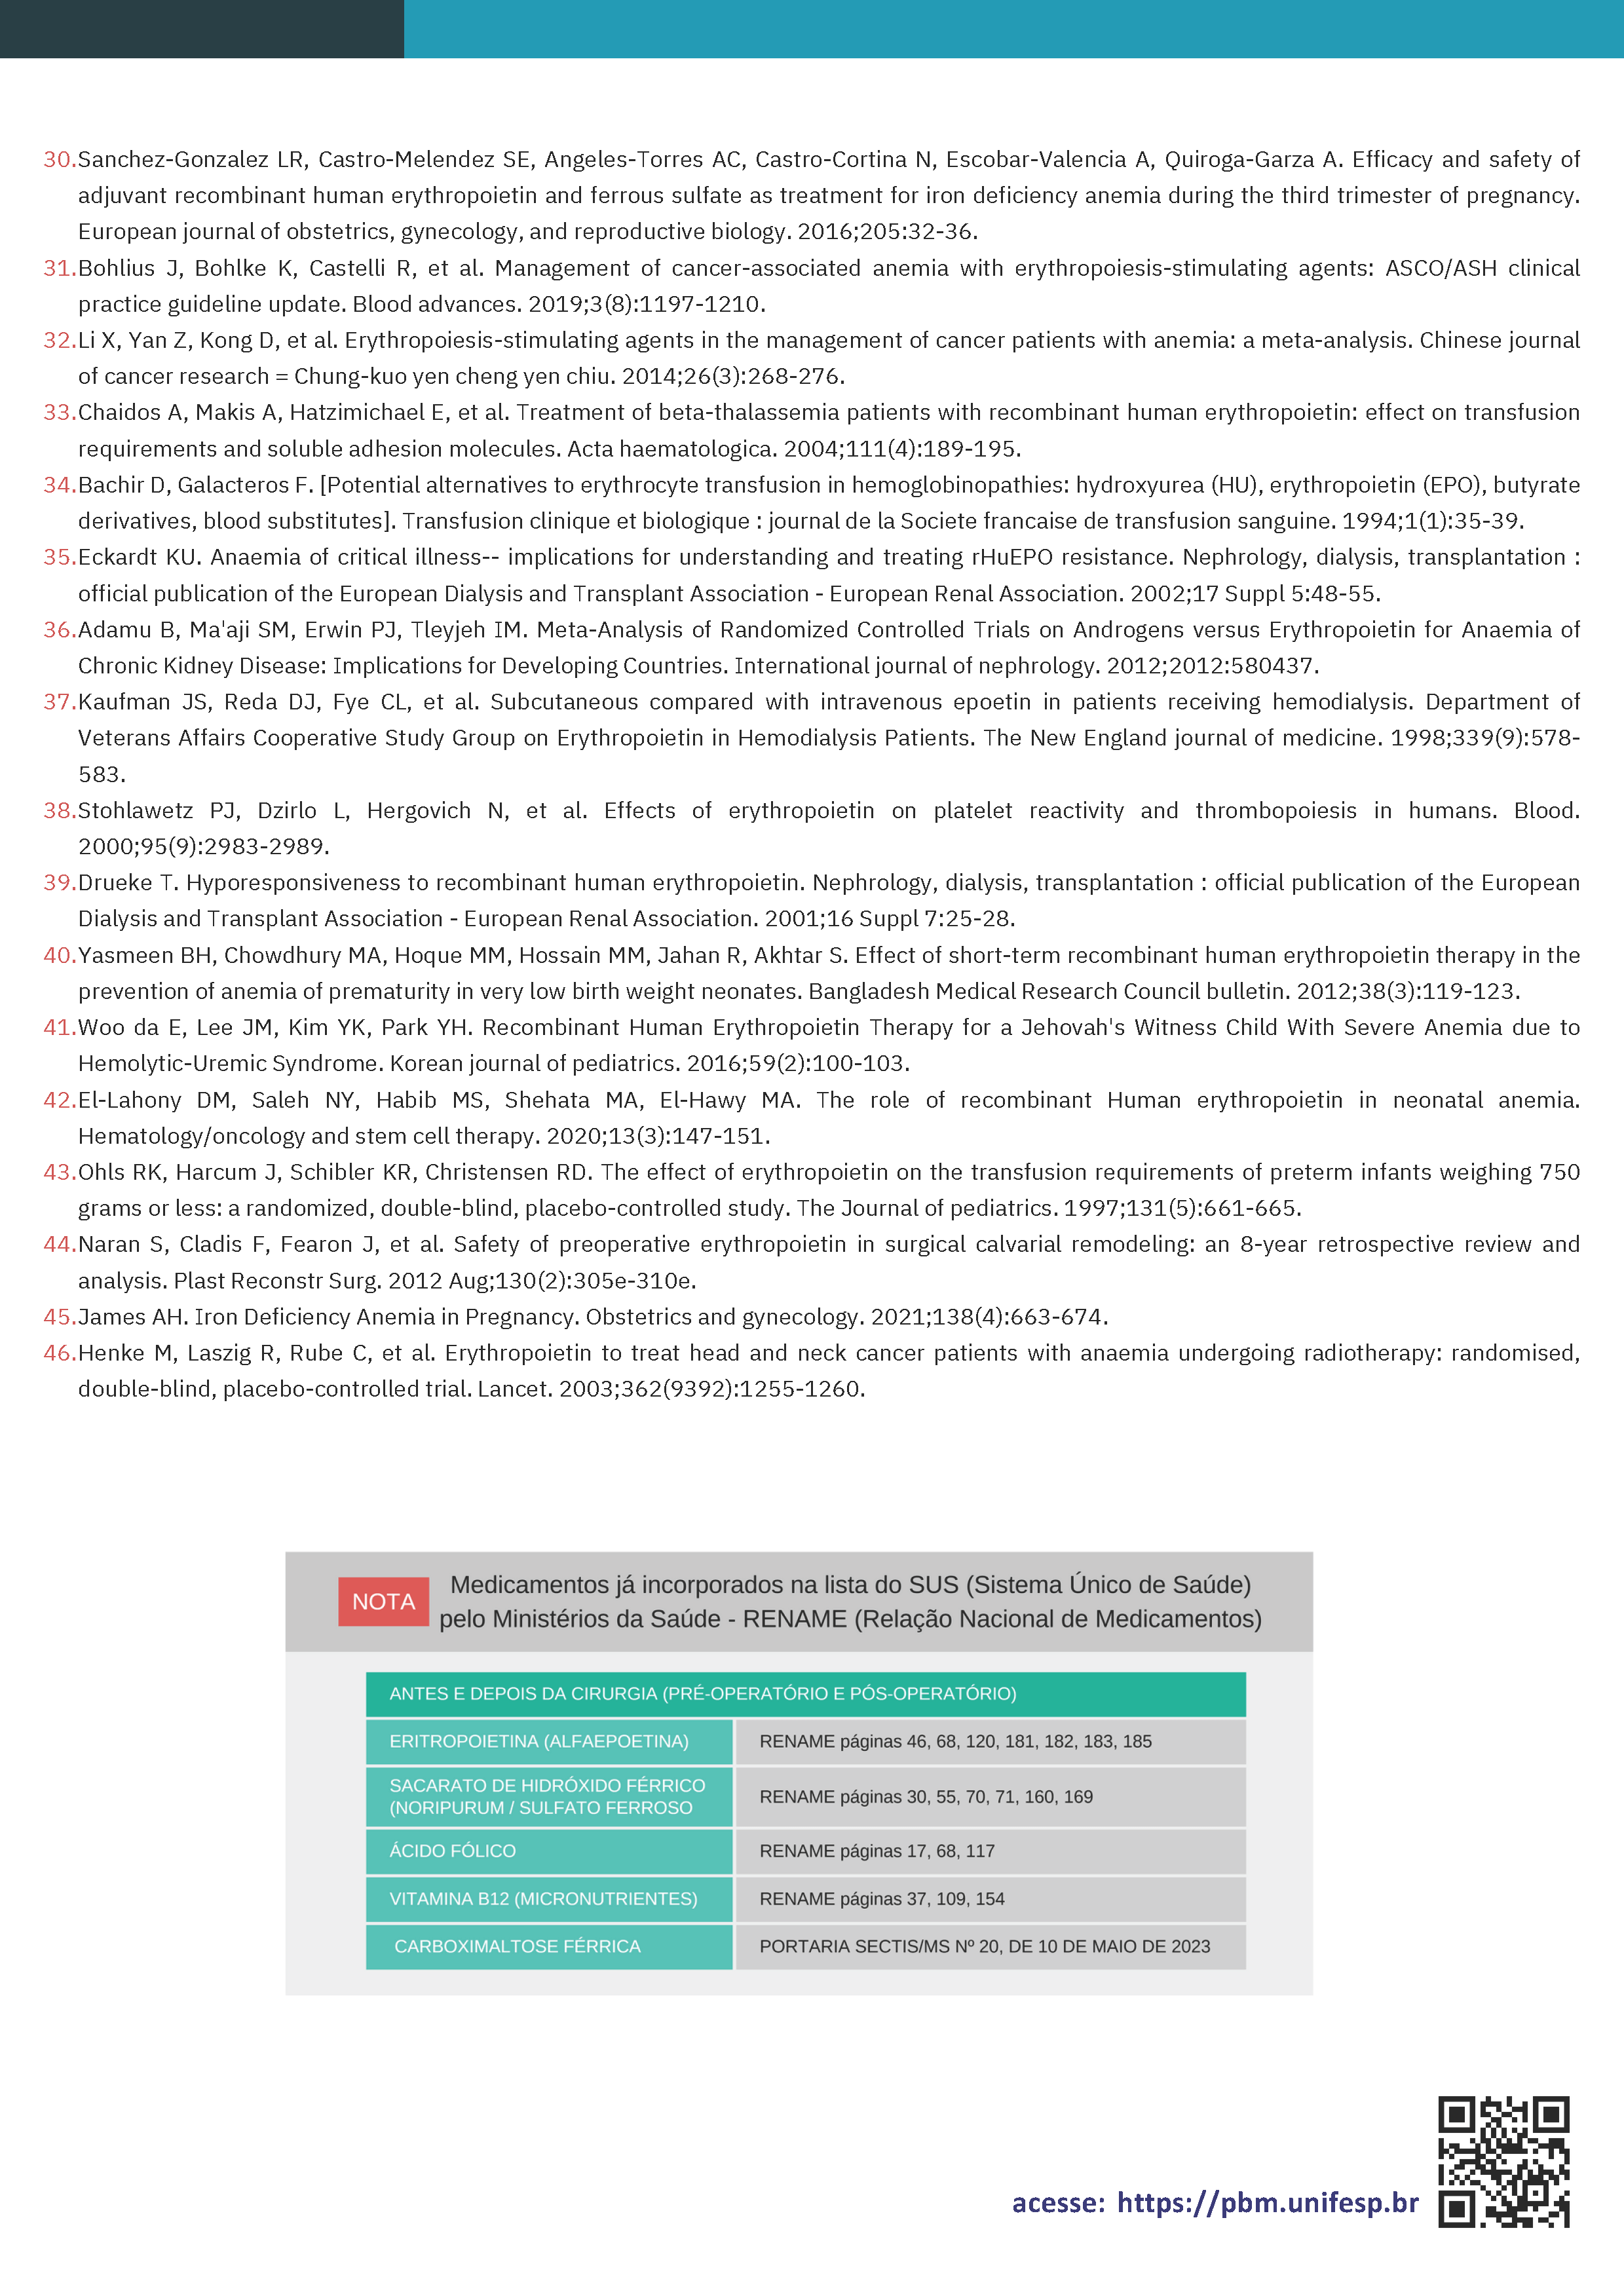 30.Sanchez-Gonzalez LR, Castro-Melendez SE, Angeles-Torres AC, Castro-Cortina N, Escobar-Valencia A, Quiroga-Garza A. Efficacy and safety of
adjuvant recombinant human erythropoietin and ferrous sulfate as treatment for iron deficiency anemia during the third trimester of pregnancy.
European journal of obstetrics, gynecology, and reproductive biology. 2016;205:32-36.
31.Bohlius J, Bohlke K, Castelli R, et al. Management of cancer-associated anemia with erythropoiesis-stimulating agents: ASCO/ASH clinical
practice guideline update. Blood advances. 2019;3(8):1197-1210.
32.Li X, Yan Z, Kong D, et al. Erythropoiesis-stimulating agents in the management of cancer patients with anemia: a meta-analysis. Chinese journal
of cancer research = Chung-kuo yen cheng yen chiu. 2014;26(3):268-276.
33.Chaidos A, Makis A, Hatzimichael E, et al. Treatment of beta-thalassemia patients with recombinant human erythropoietin: effect on transfusion
requirements and soluble adhesion molecules. Acta haematologica. 2004;111(4):189-195.
34.Bachir D, Galacteros F. [Potential alternatives to erythrocyte transfusion in hemoglobinopathies: hydroxyurea (HU), erythropoietin (EPO), butyrate
derivatives, blood substitutes]. Transfusion clinique et biologique : journal de la Societe francaise de transfusion sanguine. 1994;1(1):35-39.
35.Eckardt KU. Anaemia of critical illness-- implications for understanding and treating rHuEPO resistance. Nephrology, dialysis, transplantation :
official publication of the European Dialysis and Transplant Association - European Renal Association. 2002;17 Suppl 5:48-55.
36.Adamu B, Ma'aji SM, Erwin PJ, Tleyjeh IM. Meta-Analysis of Randomized Controlled Trials on Androgens versus Erythropoietin for Anaemia of
Chronic Kidney Disease: Implications for Developing Countries. International journal of nephrology. 2012;2012:580437.
37.Kaufman JS, Reda DJ, Fye CL, et al. Subcutaneous compared with intravenous epoetin in patients receiving hemodialysis. Department of
Veterans Affairs Cooperative Study Group on Erythropoietin in Hemodialysis Patients. The New England journal of medicine. 1998;339(9):578-
583.
38.Stohlawetz PJ, Dzirlo L, Hergovich N, et al. Effects of erythropoietin on platelet reactivity and thrombopoiesis in humans. Blood.
2000;95(9):2983-2989.
39.Drueke T. Hyporesponsiveness to recombinant human erythropoietin. Nephrology, dialysis, transplantation : official publication of the European
Dialysis and Transplant Association - European Renal Association. 2001;16 Suppl 7:25-28.
40.Yasmeen BH, Chowdhury MA, Hoque MM, Hossain MM, Jahan R, Akhtar S. Effect of short-term recombinant human erythropoietin therapy in the
prevention of anemia of prematurity in very low birth weight neonates. Bangladesh Medical Research Council bulletin. 2012;38(3):119-123.
41.Woo da E, Lee JM, Kim YK, Park YH. Recombinant Human Erythropoietin Therapy for a Jehovah's Witness Child With Severe Anemia due to
Hemolytic-Uremic Syndrome. Korean journal of pediatrics. 2016;59(2):100-103.
42.El-Lahony DM, Saleh NY, Habib MS, Shehata MA, El-Hawy MA. The role of recombinant Human erythropoietin in neonatal anemia.
Hematology/oncology and stem cell therapy. 2020;13(3):147-151.
43.Ohls RK, Harcum J, Schibler KR, Christensen RD. The effect of erythropoietin on the transfusion requirements of preterm infants weighing 750
grams or less: a randomized, double-blind, placebo-controlled study. The Journal of pediatrics. 1997;131(5):661-665.
44.Naran S, Cladis F, Fearon J, et al. Safety of preoperative erythropoietin in surgical calvarial remodeling: an 8-year retrospective review and
analysis. Plast Reconstr Surg. 2012 Aug;130(2):305e-310e.
45.James AH. Iron Deficiency Anemia in Pregnancy. Obstetrics and gynecology. 2021;138(4):663-674.
46.Henke M, Laszig R, Rube C, et al. Erythropoietin to treat head and neck cancer patients with anaemia undergoing radiotherapy: randomised,
double-blind, placebo-controlled trial. Lancet. 2003;362(9392):1255-1260.
NOTA
Medicamentos já incorporados na lista do SUS (Sistema Único de Saúde)
pelo Ministérios da Saúde - RENAME (Relação Nacional de Medicamentos)
ANTES E DEPOIS DA CIRURGIA (PRÉ-OPERATÓRIO E PÓS-OPERATÓRIO)
ERITROPOIETINA (ALFAEPOETINA) RENAME páginas 46, 68, 120, 181, 182, 183, 185
SACARATO DE HIDRÓXIDO FÉRRICO
(NORIPURUM / SULFATO FERROSO
RENAME páginas 30, 55, 70, 71, 160, 169
ÁCIDO FÓLICO RENAME páginas 17, 68, 117
VITAMINA B12 (MICRONUTRIENTES) RENAME páginas 37, 109, 154
CARBOXIMALTOSE FÉRRICA PORTARIA SECTIS/MS Nº 20, DE 10 DE MAIO DE 2023
acesse: https://pbm.unifesp.br